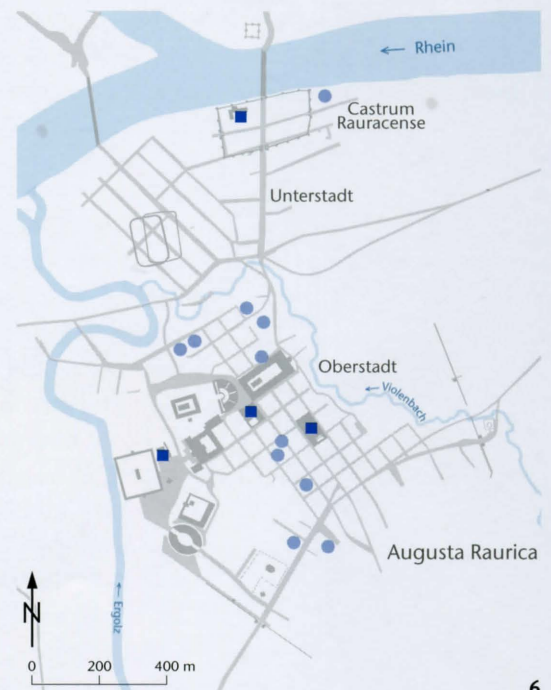 ← Rhein
Castrum
Rauracense
Unterstadt
Oberstadt
← Violenbach
Augusta Raurica
← Ergolz
N
0 200 400 m
6